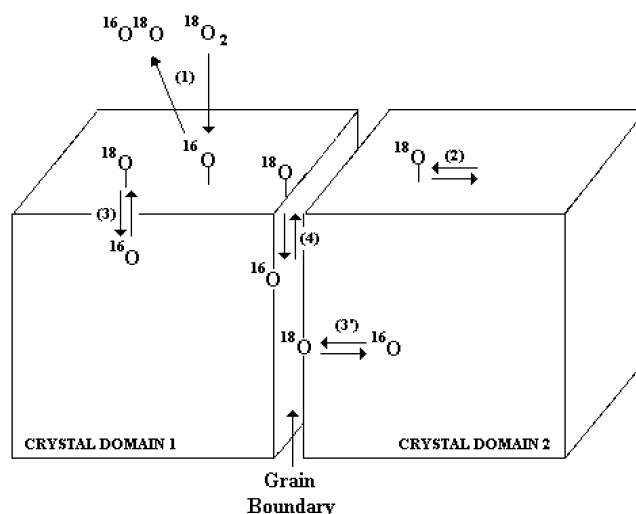 ¹⁶O¹⁸O ¹⁸O₂
(1)
¹⁶O
¹⁸O
¹⁸O
¹⁸O
(2)
(3)
(4)
¹⁶O
¹⁶O
¹⁸O
(3')
¹⁶O
CRYSTAL DOMAIN 1
CRYSTAL DOMAIN 2
Grain
Boundary